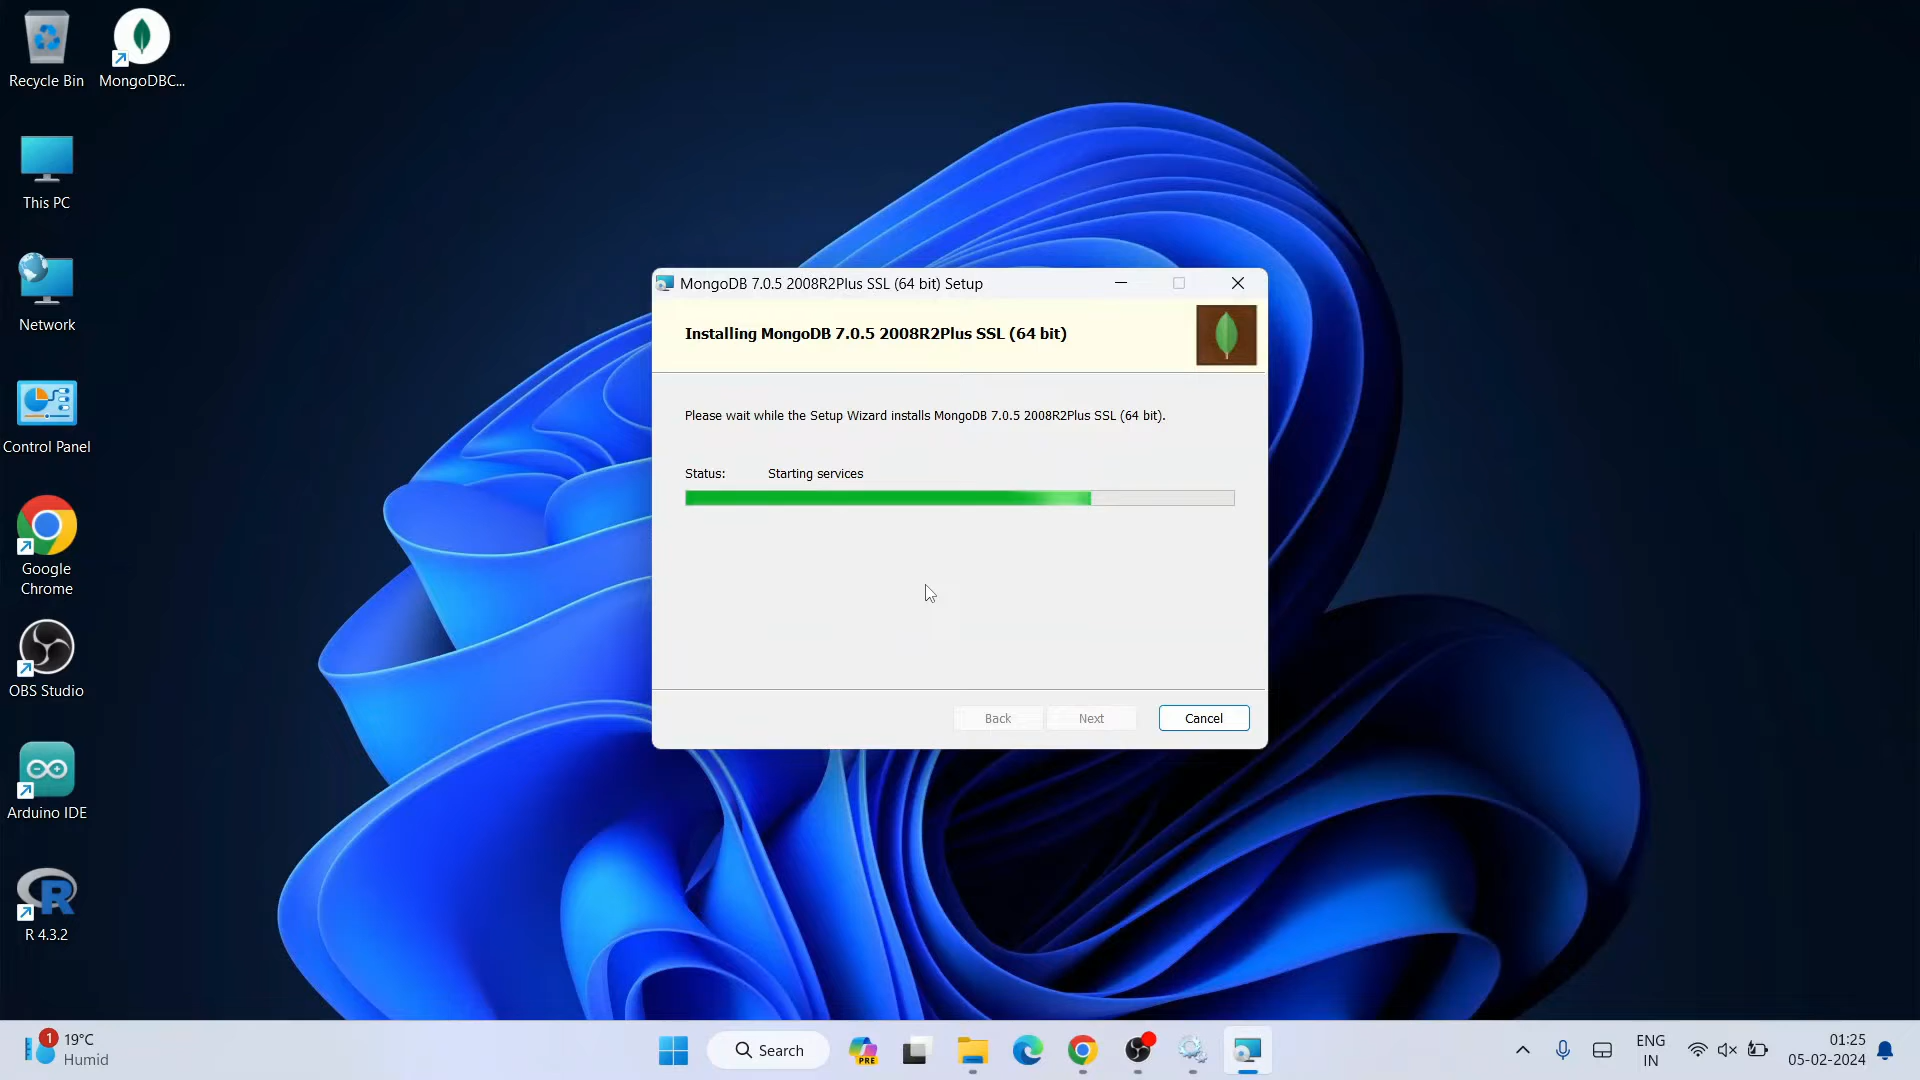 Recycle Bin
MongoDBC...
This PC
Network
Control Panel
Google
Chrome
OBS Studio
Arduino IDE
R 4.3.2
MongoDB 7.0.5 2008R2Plus SSL (64 bit) Setup
Installing MongoDB 7.0.5 2008R2Plus SSL (64 bit)
Please wait while the Setup Wizard installs MongoDB 7.0.5 2008R2Plus SSL (64 bit).
Status: Starting services
Back Next Cancel
1
19°C
Humid
Search
PRE
ENG
IN
01:25
05-02-2024